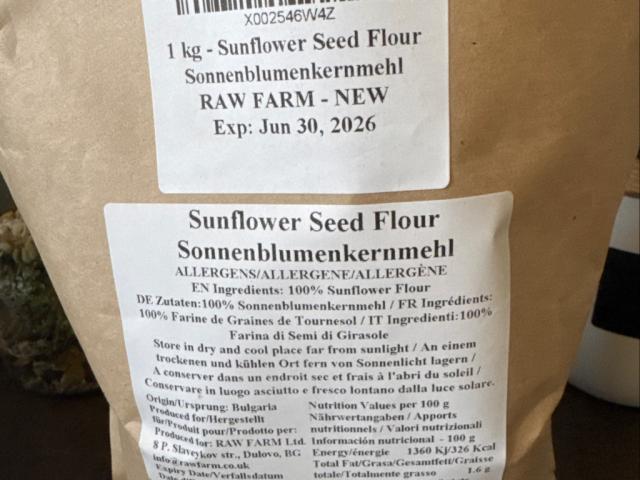 X002546W4Z
1 kg - Sunflower Seed Flour
Sonnenblumenkernmehl
RAW FARM - NEW
Exp: Jun 30, 2026
Sunflower Seed Flour
Sonnenblumenkernmehl
ALLERGENS/ALLERGENE/ALLERGÈNE
EN Ingredients: 100% Sunflower Flour
DE Zutaten:100% Sonnenblumenkernmehl / FR Ingrédients:
100% Farine de Graines de Tournesol / IT Ingredienti:100%
Farina di Semi di Girasole
Store in dry and cool place far from sunlight / An einem
trockenen und kühlen Ort fern von Sonnenlicht lagern /
A conserver dans un endroit sec et frais à l'abri du soleil /
Conservare in luogo asciutto e fresco lontano dalla luce solare.
Origin/Ursprung: Bulgaria
Produced for/Hergestellt
für/Produit pour/Prodotto per:
Produced for: RAW FARM Ltd.
8 P. Slaveykov str., Dulovo, BG
info@rawfarm.co.uk
Expiry Date/Verfallsdatum
Nutrition Values per 100 g
Nährwertangaben / Apports
nutritionnels / Valori nutrizionali
Información nutricional - 100 g
Energy/énergie 1360 Kj/326 Kcal
Total Fat/Grasa/Gesamtfett/Graisse
totale/Totalmente grasso 1.6 g